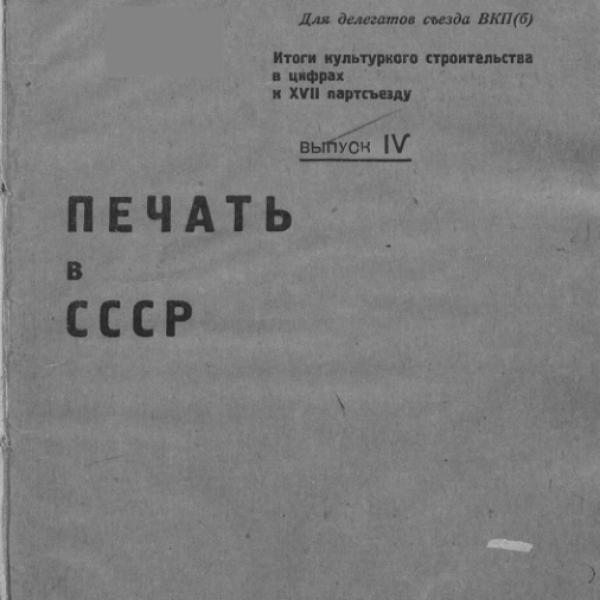 Для делегатов съезда ВКП(б)
Итоги культуркого строительства
в цифрах
к XVII партсъезду
ВЫПУСК IV
ПЕЧАТЬ
В
СССР